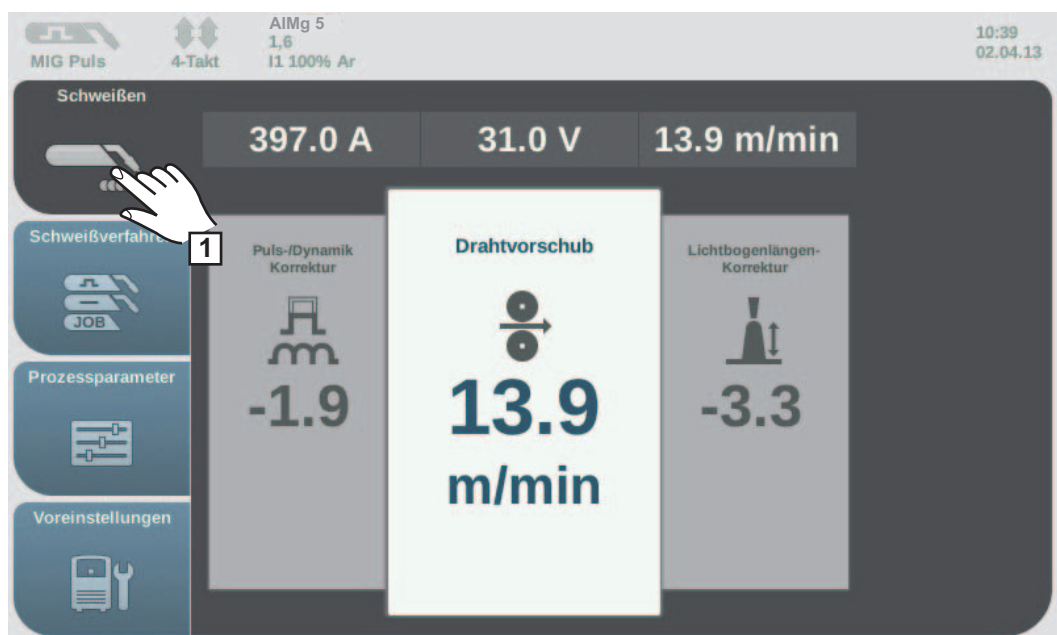 MIG Puls
4-Takt
AlMg 5
1,6
I1 100% Ar
10:39
02.04.13
Schweißen
397.0 A
31.0 V
13.9 m/min
1
JOB
Prozessparameter
Voreinstellungen
Puls-/Dynamik
Korrektur
-1.9
Drahtvorschub
13.9
m/min
Lichtbogenlängen-
Korrektur
-3.3